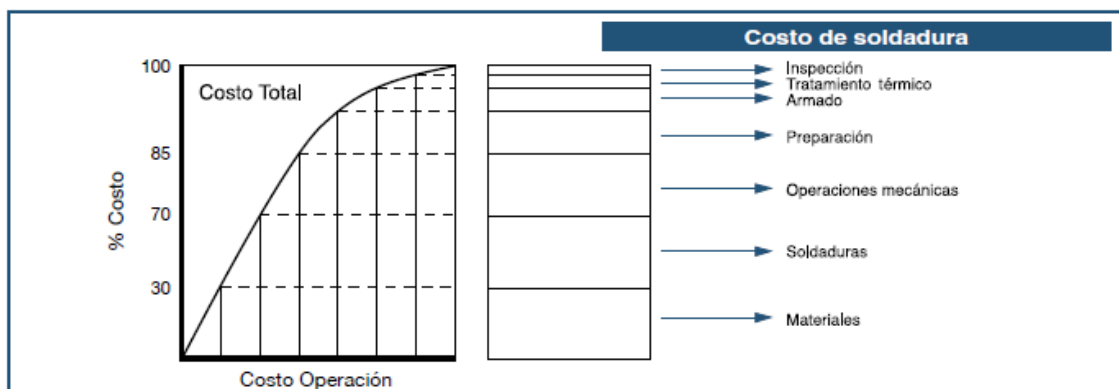 Costo de soldadura
100
85
70
30
% Costo
Costo Total
Costo Operación
Inspección
Tratamiento térmico
Armado
Preparación
Operaciones mecánicas
Soldaduras
Materiales